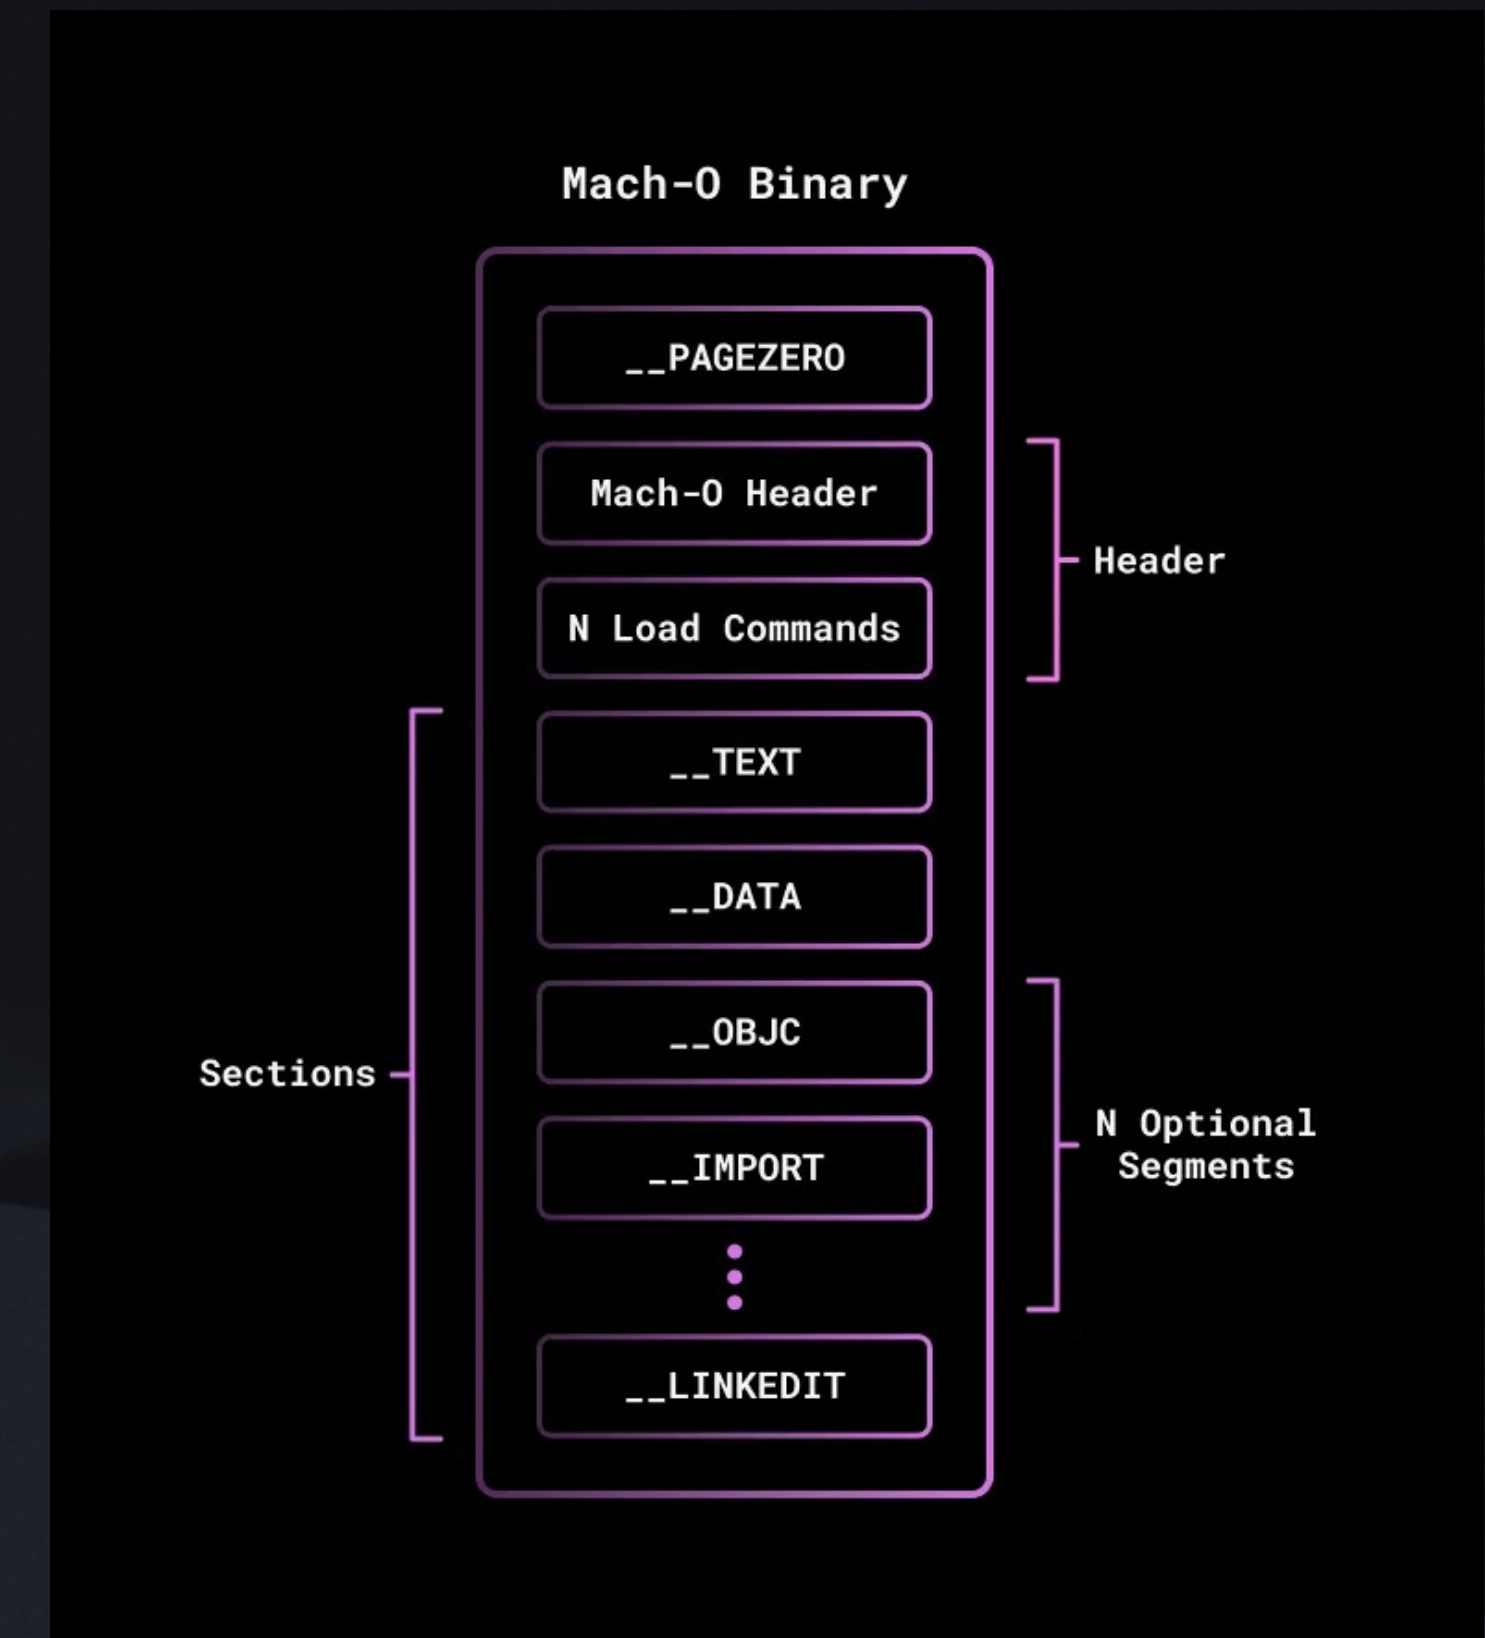 Mach-O Binary
__PAGEZERO
Mach-O Header
Header
N Load Commands
__TEXT
__DATA
__OBJC
Sections
__IMPORT
N Optional
Segments
__LINKEDIT